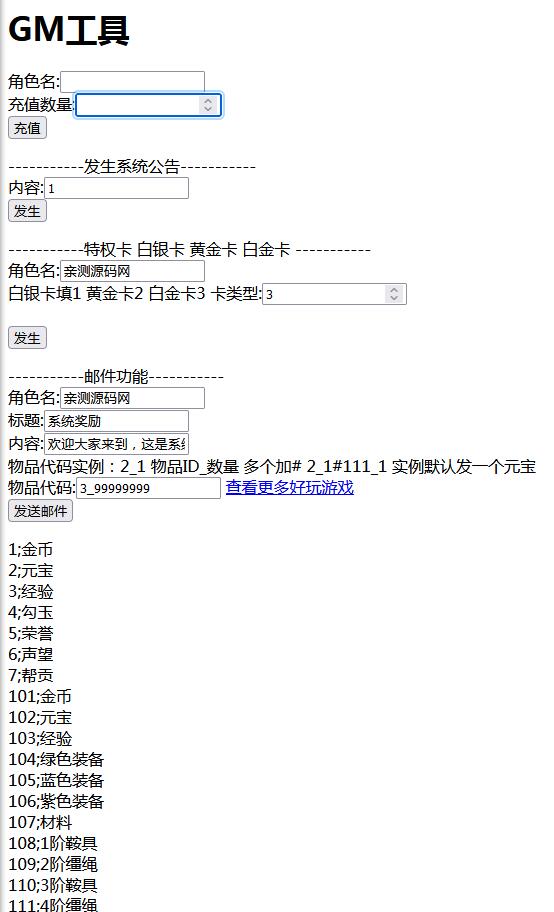 GM工具
角色名:
充值数量:
充值
-----------发生系统公告-----------
内容:1
发生
-----------特权卡 白银卡 黄金卡 白金卡 -----------
角色名:亲测源码网
白银卡填1 黄金卡2 白金卡3 卡类型:3
发生
-----------邮件功能-----------
角色名:亲测源码网
标题:系统奖励
内容:欢迎大家来到，这是系统
物品代码实例：2_1 物品ID_数量 多个加# 2_1#111_1 实例默认发一个元宝
物品代码:3_99999999 查看更多好玩游戏
发送邮件
1;金币
2;元宝
3;经验
4;勾玉
5;荣誉
6;声望
7;帮贡
101;金币
102;元宝
103;经验
104;绿色装备
105;蓝色装备
106;紫色装备
107;材料
108;1阶鞍具
109;2阶缰绳
110;3阶鞍具
111;4阶缰绳